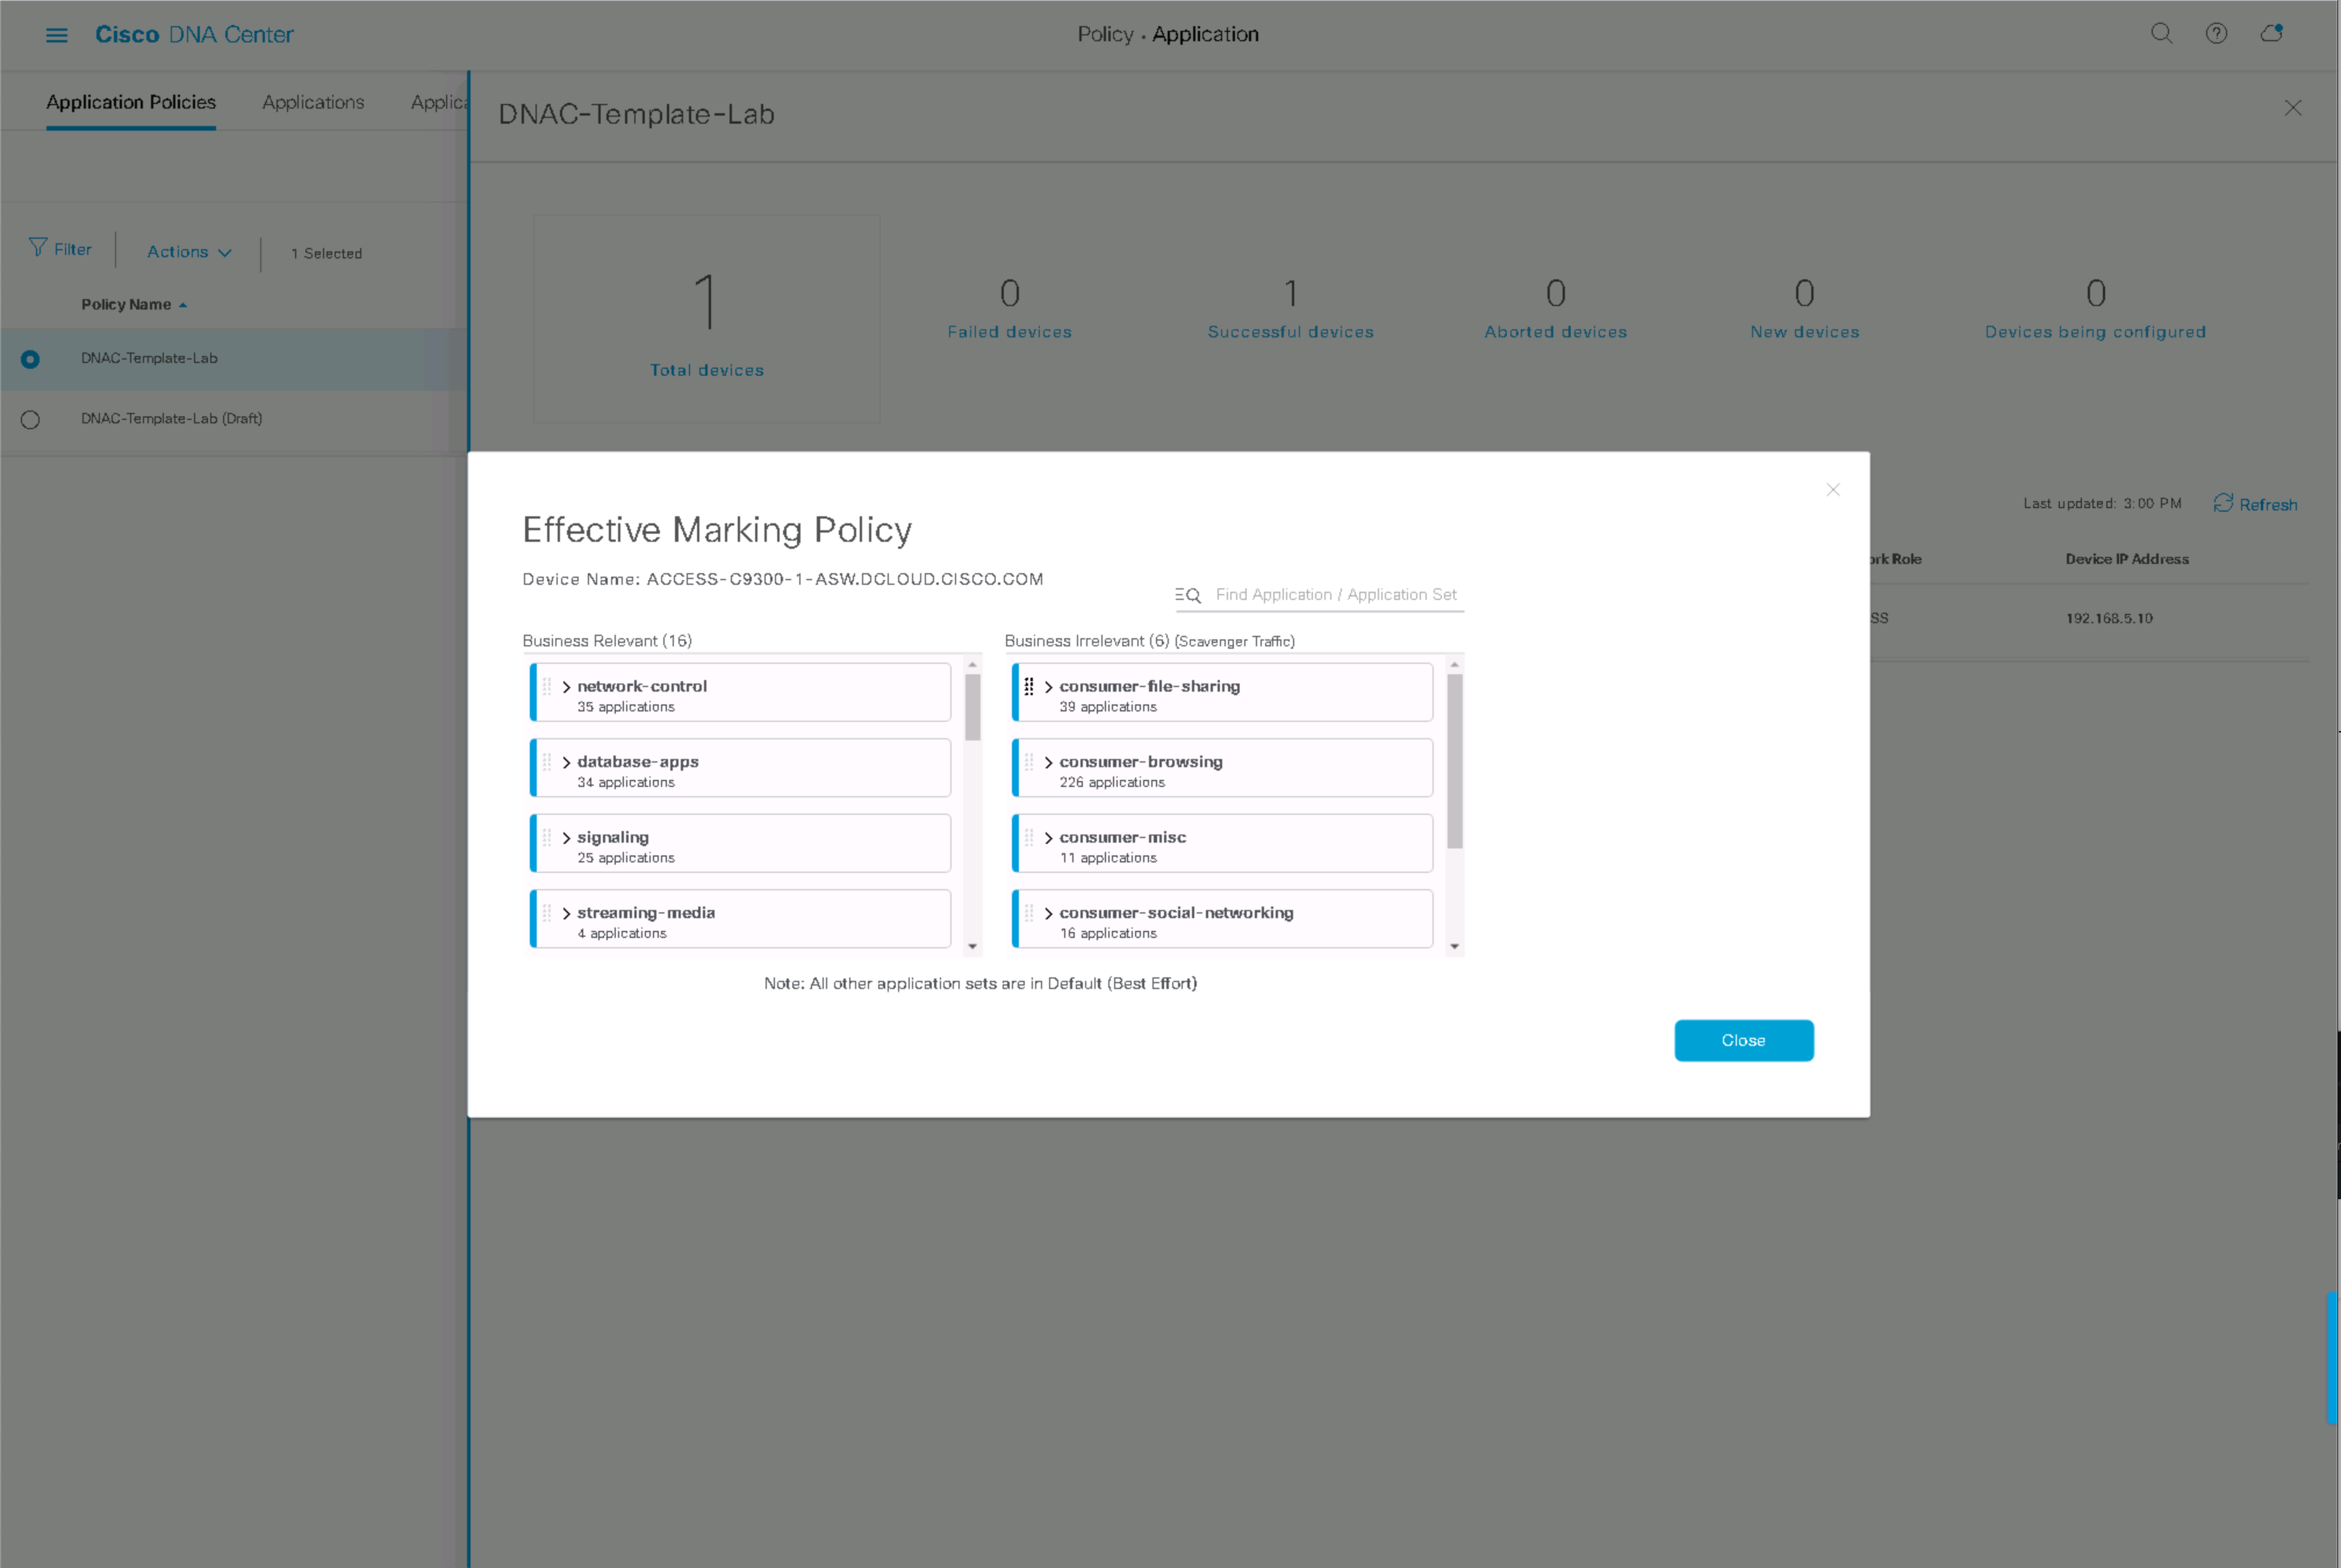 Cisco DNA Center
Policy · Application
Application Policies Applications Applica
DNAC-Template-Lab
Filter Actions 1 Selected
Policy Name
DNAC-Template-Lab
DNAC-Template-Lab (Draft)
1
Total devices
0
Failed devices
1
Successful devices
0
Aborted devices
0
New devices
0
Devices being configured
Last updated: 3:00 PM Refresh
ork Role Device IP Address
SS 192.168.5.10
Effective Marking Policy
Device Name: ACCESS-C9300-1-ASW.DCLOUD.CISCO.COM
Find Application / Application Set
Business Relevant (16)
network-control
35 applications
database-apps
34 applications
signaling
25 applications
streaming-media
4 applications
Business Irrelevant (6) (Scavenger Traffic)
consumer-file-sharing
39 applications
consumer-browsing
226 applications
consumer-misc
11 applications
consumer-social-networking
16 applications
Note: All other application sets are in Default (Best Effort)
Close